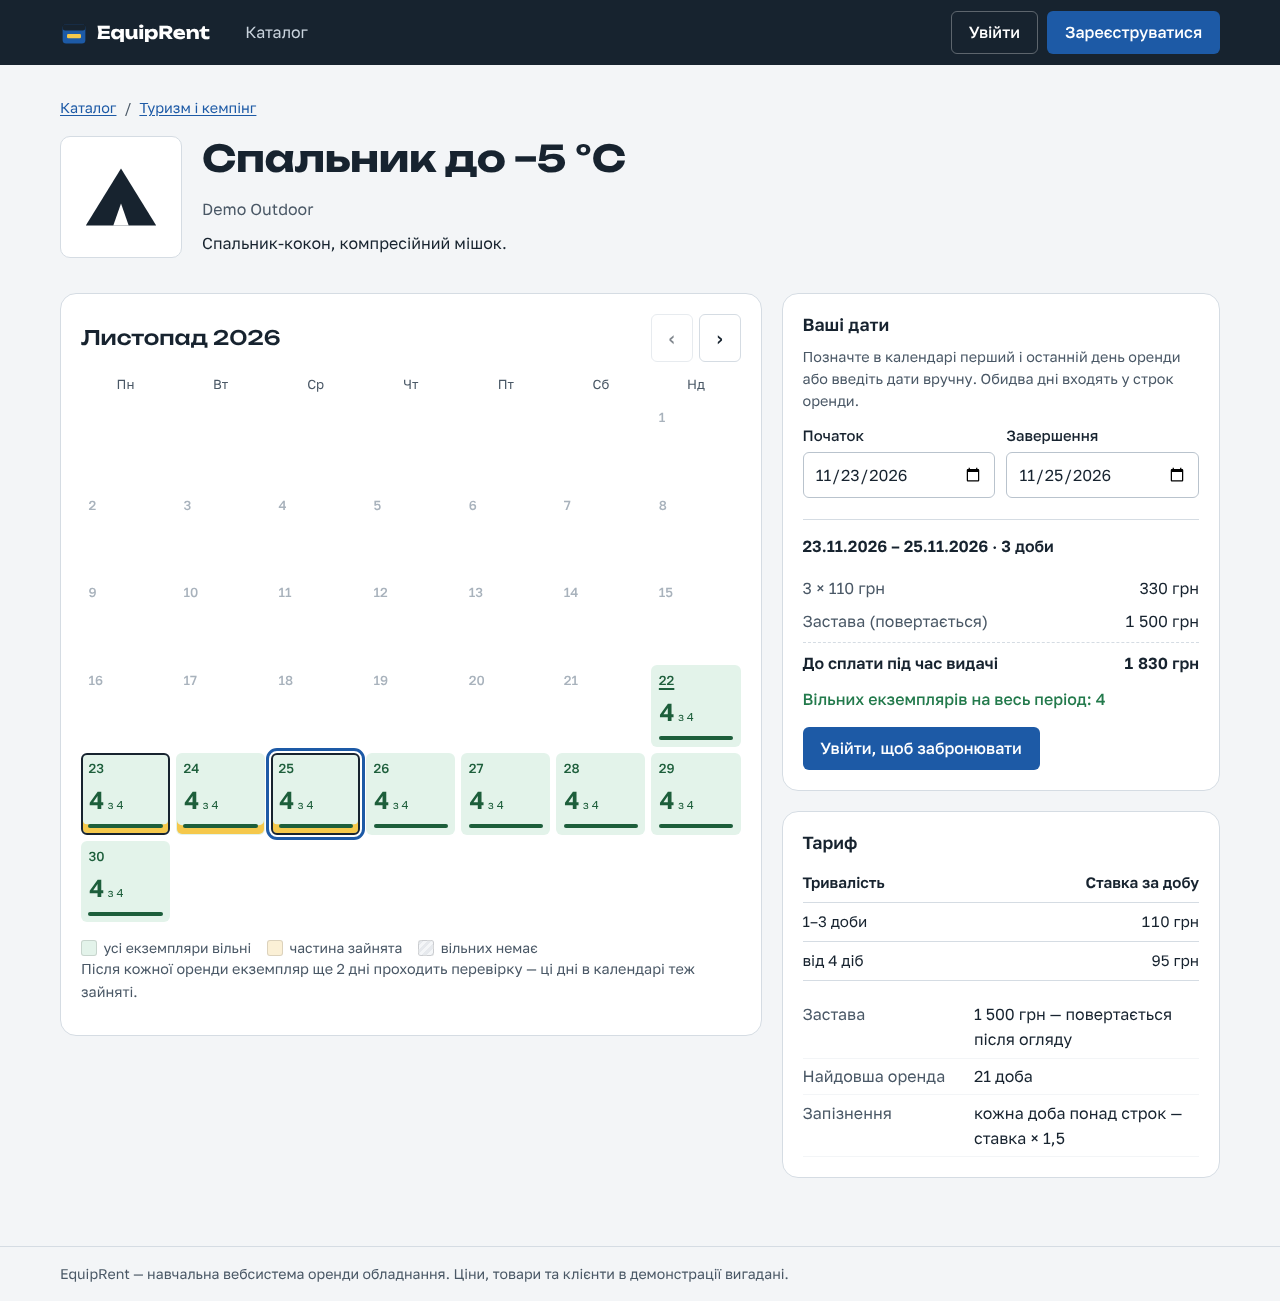 EquipRent
Каталог
Увійти
Зареєструватися
Каталог / Туризм і кемпінг
Спальник до −5 °C
Demo Outdoor
Спальник-кокон, компресійний мішок.
Листопад 2026
‹ ›
Пн Вт Ср Чт Пт Сб Нд
1
2 3 4 5 6 7 8
9 10 11 12 13 14 15
16 17 18 19 20 21 22
4 з 4
23 24 25 26 27 28 29
4 з 4 4 з 4 4 з 4 4 з 4 4 з 4 4 з 4 4 з 4
30
4 з 4
усі екземпляри вільні частина зайнята вільних немає
Після кожної оренди екземпляр ще 2 дні проходить перевірку — ці дні в календарі теж
зайняті.
Ваші дати
Позначте в календарі перший і останній день оренди
або введіть дати вручну. Обидва дні входять у строк
оренди.
Початок Завершення
11/23/2026 11/25/2026
23.11.2026 – 25.11.2026 · 3 доби
3 × 110 грн 330 грн
Застава (повертається) 1 500 грн
До сплати під час видачі 1 830 грн
Вільних екземплярів на весь період: 4
Увійти, щоб забронювати
Тариф
Тривалість Ставка за добу
1–3 доби 110 грн
від 4 діб 95 грн
Застава 1 500 грн — повертається
після огляду
Найдовша оренда 21 доба
Запізнення кожна доба понад строк —
ставка × 1,5
EquipRent — навчальна вебсистема оренди обладнання. Ціни, товари та клієнти в демонстрації вигадані.